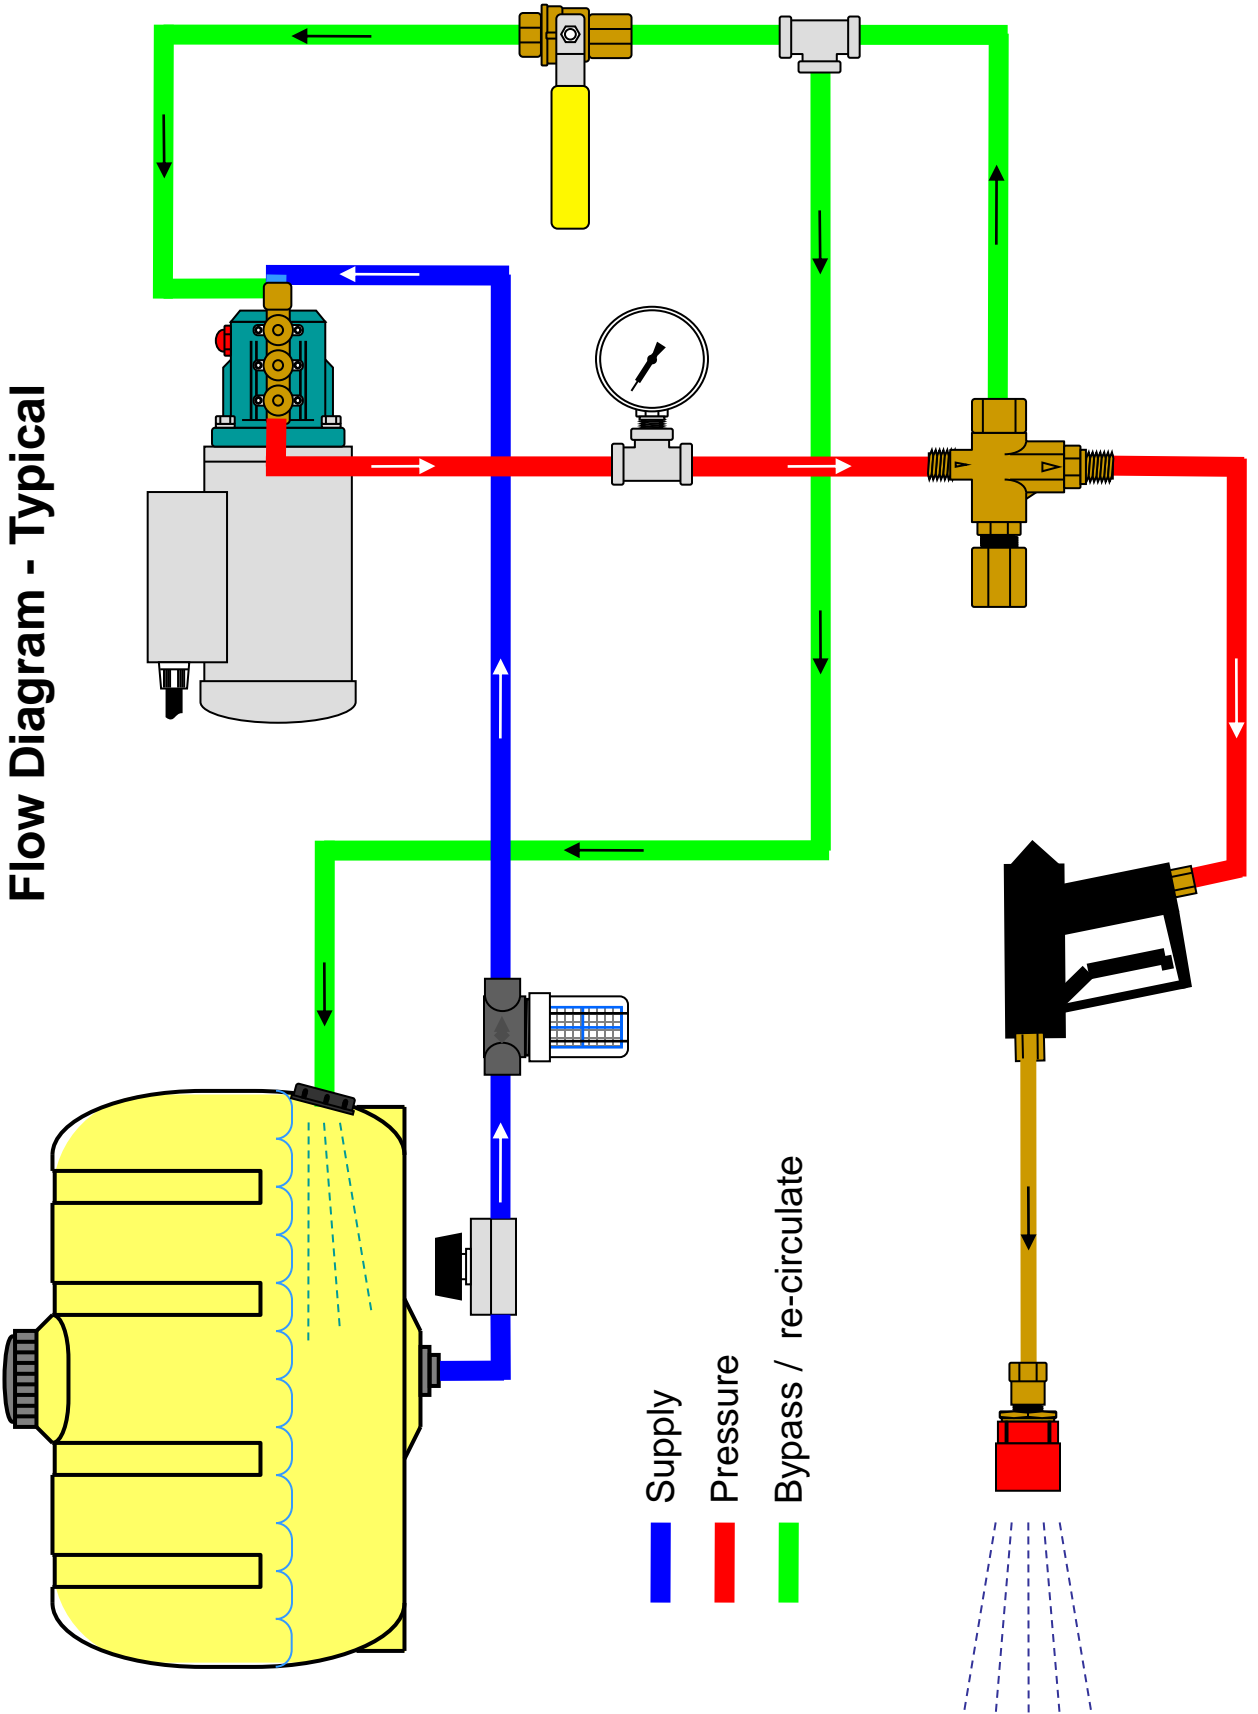 Flow Diagram - Typical
Supply
Pressure
Bypass / re-circulate